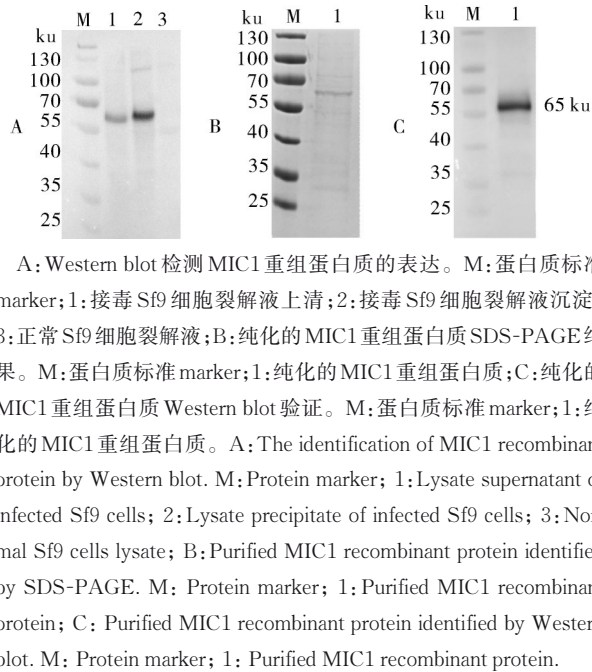 M 1 2 3
ku
130
100
70
55
40
35
25
A
ku M 1
130
100
70
55
40
35
25
B
ku M 1
130
100
70
55
40
35
25
C
65 ku
A:Western blot检测MIC1重组蛋白质的表达。M:蛋白质标准
marker;1:接毒Sf9细胞裂解液上清;2:接毒Sf9细胞裂解液沉淀
3:正常Sf9细胞裂解液;B:纯化的MIC1重组蛋白质SDS-PAGE结
果。M:蛋白质标准marker;1:纯化的MIC1重组蛋白质;C:纯化的
MIC1重组蛋白质Western blot验证。M:蛋白质标准marker;1:纯
化的MIC1重组蛋白质。A:The identification of MIC1 recombinan
protein by Western blot. M:Protein marker; 1:Lysate supernatant o
infected Sf9 cells; 2:Lysate precipitate of infected Sf9 cells; 3:Nor
mal Sf9 cells lysate; B:Purified MIC1 recombinant protein identifie
by SDS-PAGE. M: Protein marker; 1:Purified MIC1 recombinan
protein; C: Purified MIC1 recombinant protein identified by Wester
blot. M: Protein marker; 1: Purified MIC1 recombinant protein.